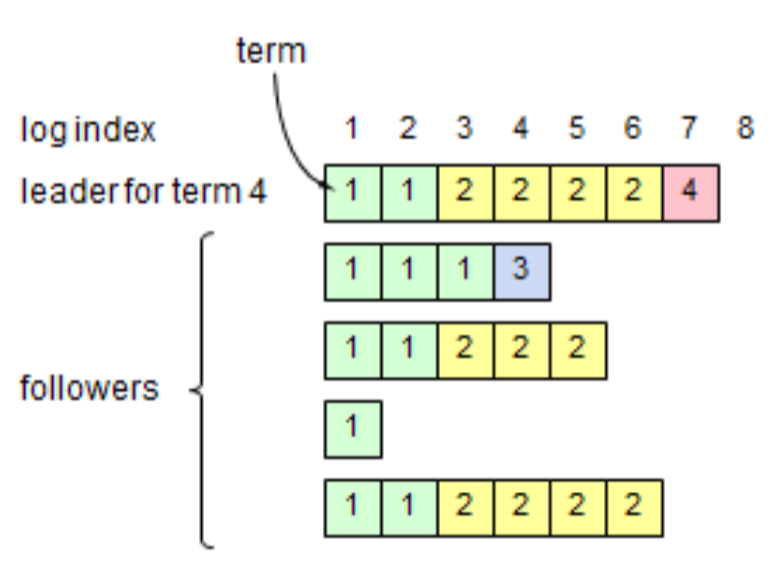 term
log index 1 2 3 4 5 6 7 8
leader for term 4 1 1 2 2 2 2 4
1 1 1 3
1 1 2 2 2
followers
1
1 1 2 2 2 2